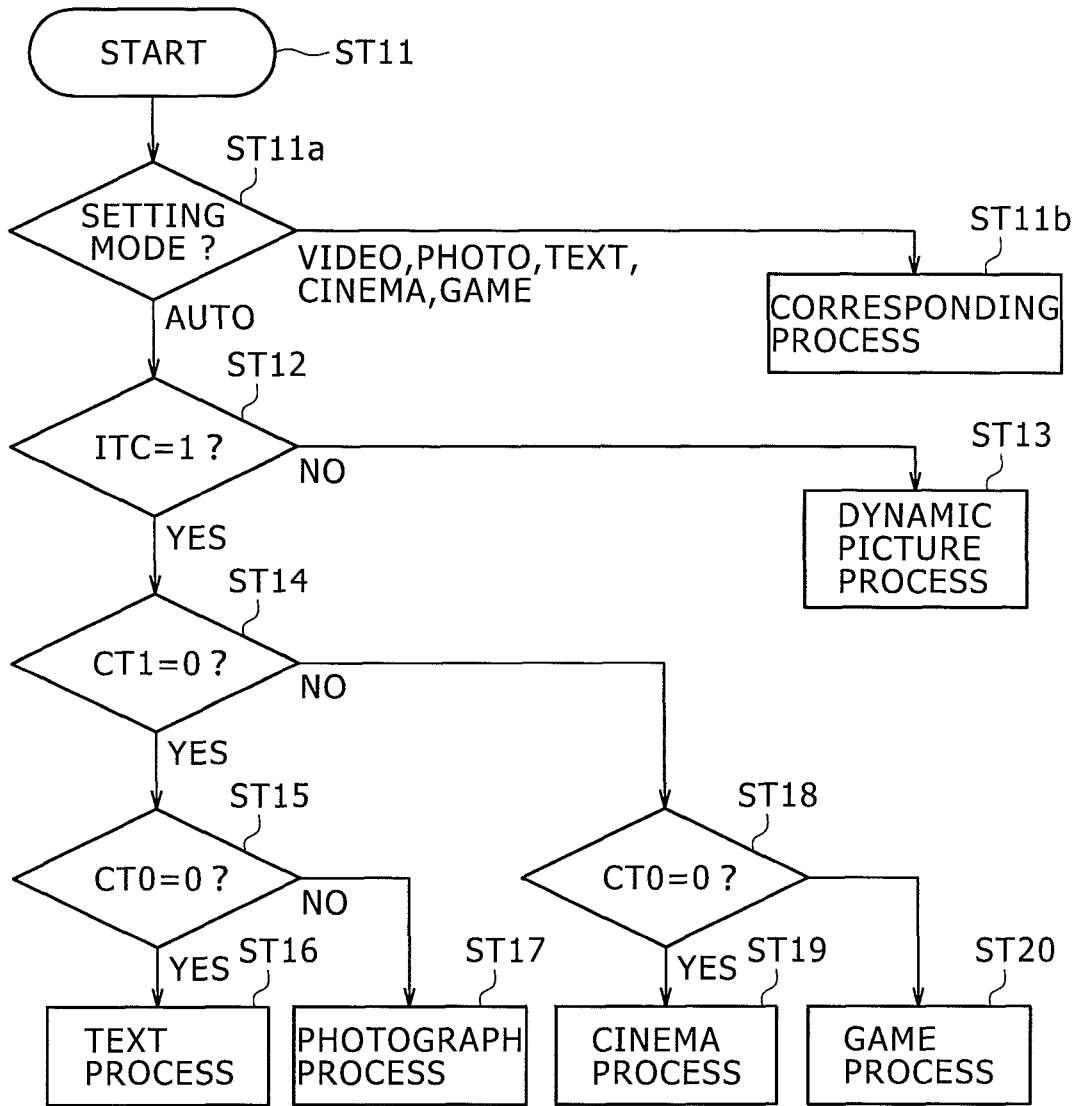 START
ST11
ST11a
SETTING
MODE ?
VIDEO,PHOTO,TEXT,
CINEMA,GAME
ST11b
CORRESPONDING
PROCESS
AUTO
ST12
ITC=1 ?
NO
ST13
DYNAMIC
PICTURE
PROCESS
YES
ST14
CT1=0 ?
NO
YES
ST15
CT0=0 ?
NO
ST18
CT0=0 ?
YES
ST16
TEXT
PROCESS
ST17
PHOTOGRAPH
PROCESS
YES
ST19
CINEMA
PROCESS
ST20
GAME
PROCESS